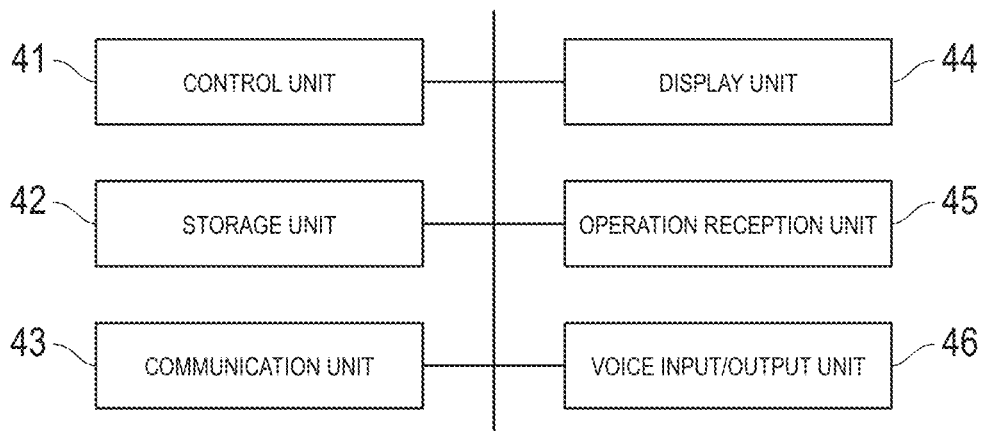 41 CONTROL UNIT DISPLAY UNIT 44
42 STORAGE UNIT OPERATION RECEPTION UNIT 45
43 COMMUNICATION UNIT VOICE INPUT/OUTPUT UNIT 46